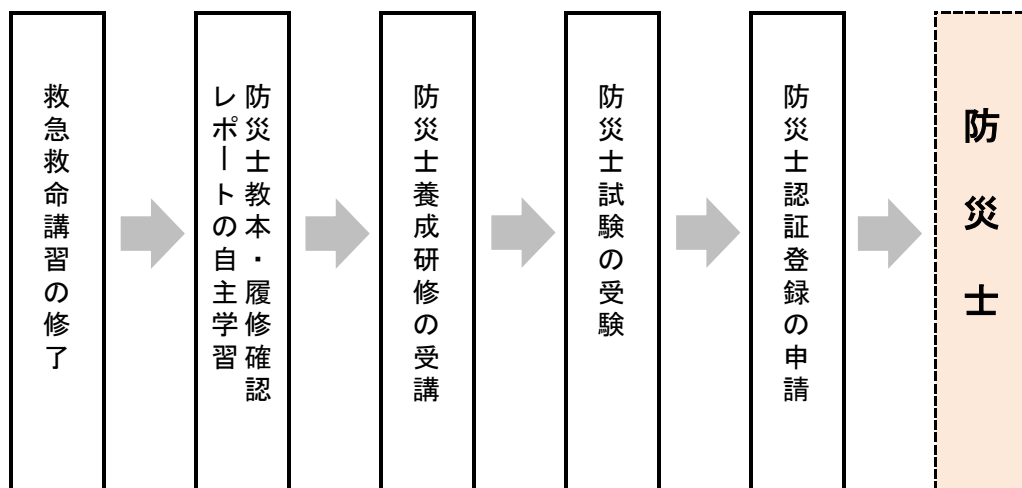 救急救命講習の修了
防災士教本・履修確認
レポートの自主学習
防災士養成研修の受講
防災士試験の受験
防災士認証登録の申請
防災士